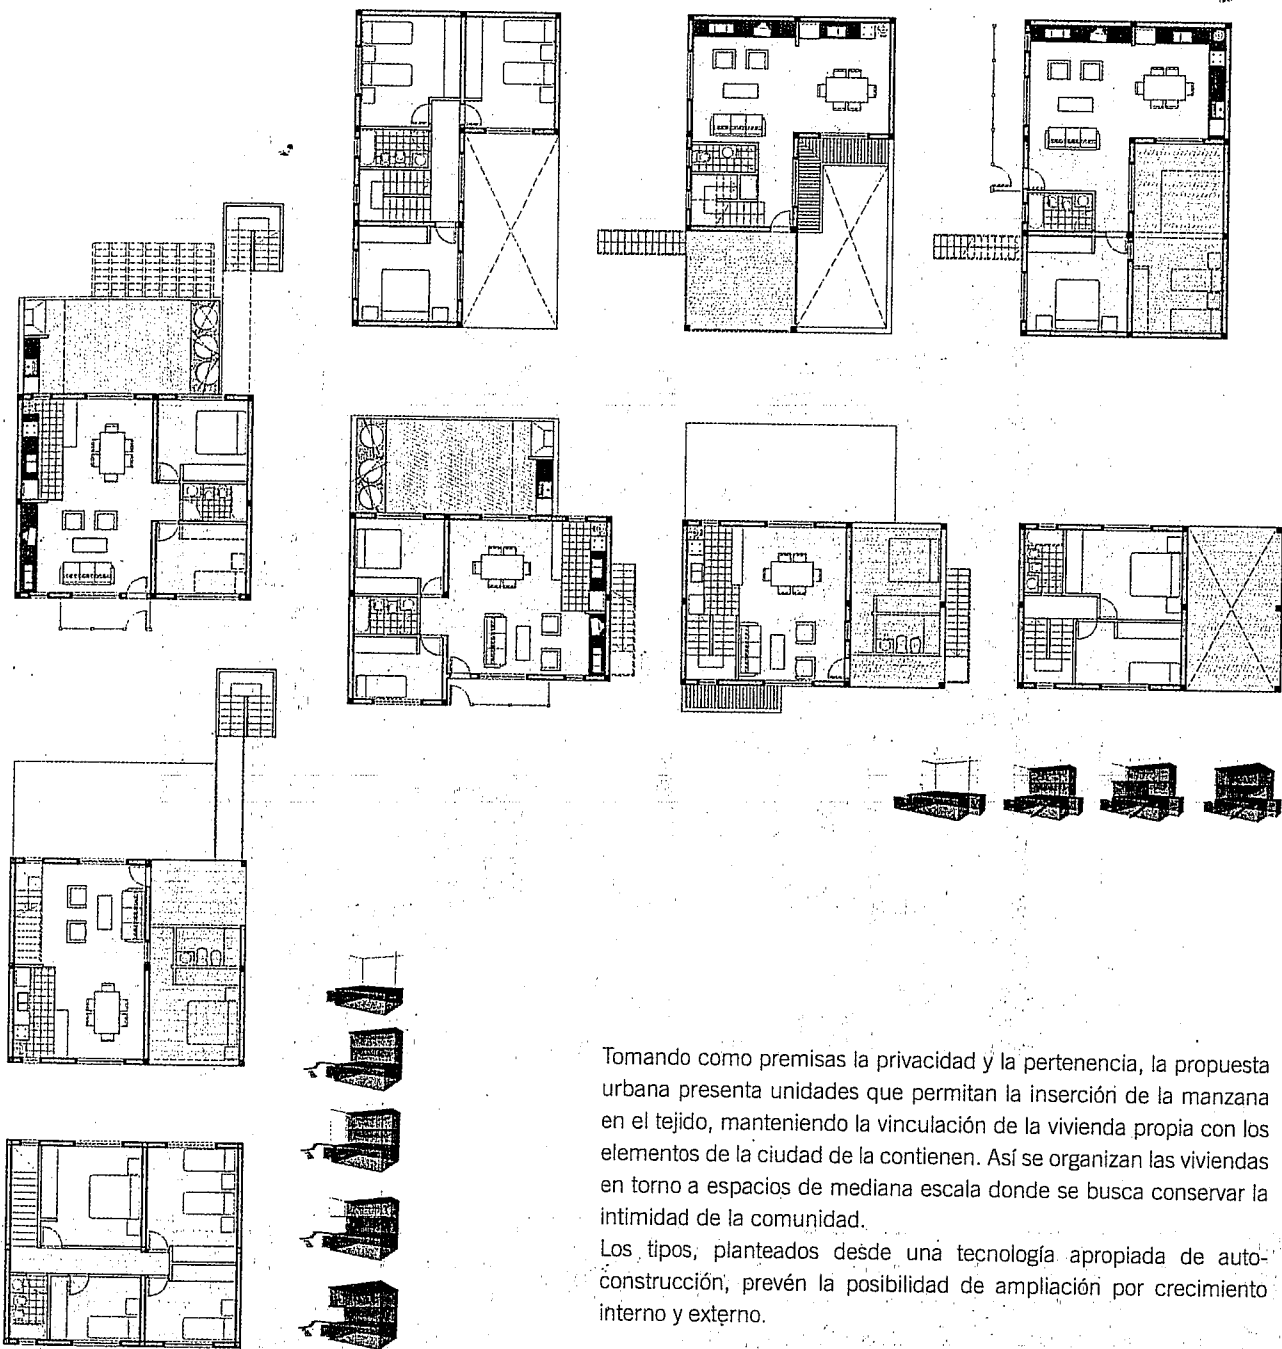 Tomando como premisas la privacidad y la pertenencia, la propuesta
urbana presenta unidades que permitan la inserción de la manzana
en el tejido, manteniendo la vinculación de la vivienda propia con los
elementos de la ciudad de la contienen. Así se organizan las viviendas
en torno a espacios de mediana escala donde se busca conservar la
intimidad de la comunidad.
Los tipos, planteados desde una tecnología apropiada de auto-
construcción, prevén la posibilidad de ampliación por crecimiento
interno y externo.